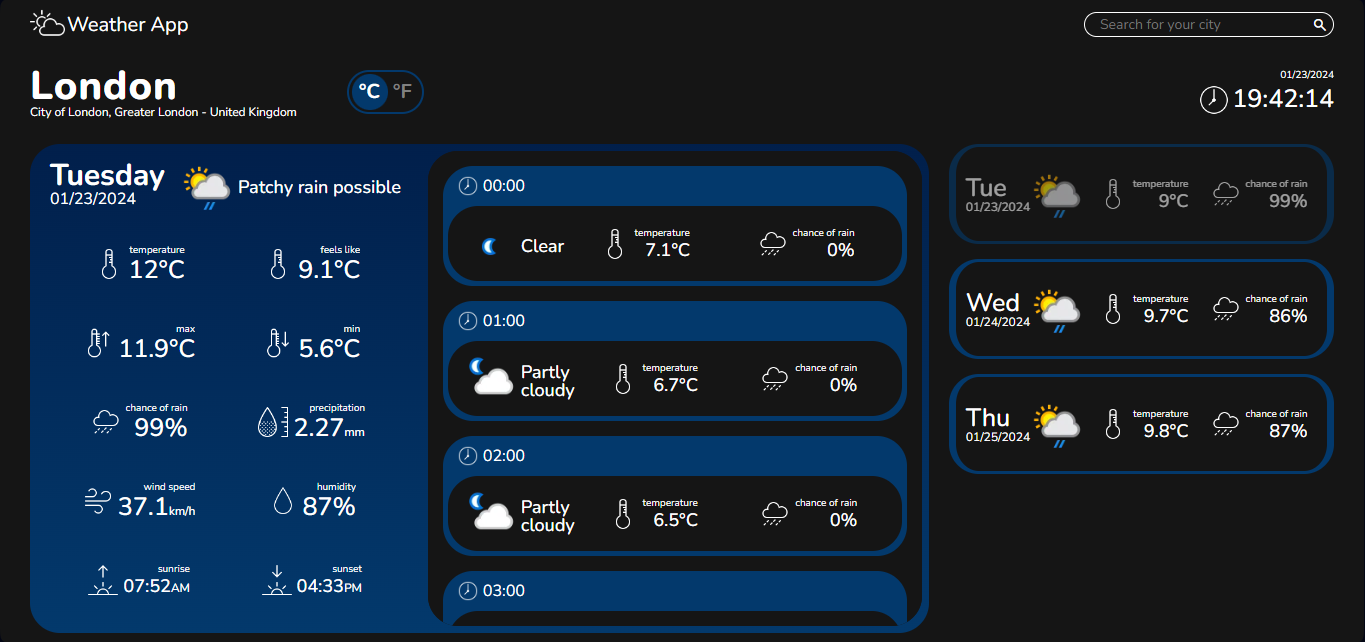 Weather App
Search for your city
London
City of London, Greater London - United Kingdom
°C °F
01/23/2024
19:42:14
Tuesday
01/23/2024
Patchy rain possible
temperature
12°C
feels like
9.1°C
max
11.9°C
min
5.6°C
chance of rain
99%
precipitation
2.27mm
wind speed
37.1km/h
humidity
87%
sunrise
07:52AM
sunset
04:33PM
00:00
Clear
temperature
7.1°C
chance of rain
0%
01:00
Partly
cloudy
temperature
6.7°C
chance of rain
0%
02:00
Partly
cloudy
temperature
6.5°C
chance of rain
0%
03:00
Tue
01/23/2024
temperature
9°C
chance of rain
99%
Wed
01/24/2024
temperature
9.7°C
chance of rain
86%
Thu
01/25/2024
temperature
9.8°C
chance of rain
87%